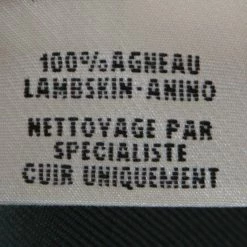 100% AGNEAU
LAMBSKIN-ANINO
NETTOYAGE PAR
SPECIALISTE
CUIR UNIQUEMENT